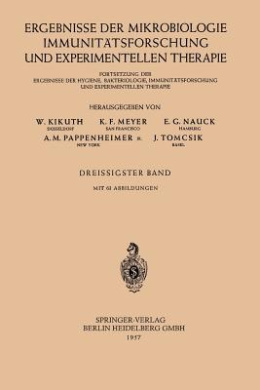 ERGEBNISSE DER MIKROBIOLOGIE
IMMUNITÄTSFORSCHUNG
UND EXPERIMENTELLEN THERAPIE
FORTSETZUNG DER
ERGEBNISSE DER HYGIENE, BAKTERIOLOGIE, IMMUNITÄTSFORSCHUNG
UND EXPERIMENTELLEN THERAPIE
HERAUSGEGEBEN VON
W. KIKUTH K. F. MEYER E. G. NAUCK
DÜSSELDORF SAN FRANCISCO HAMBURG
A. M. PAPPENHEIMER JR. J. TOMCSIK
NEW YORK BASEL
DREISSIGSTER BAND
MIT 63 ABBILDUNGEN
SPRINGER-VERLAG
BERLIN HEIDELBERG GMBH
1957